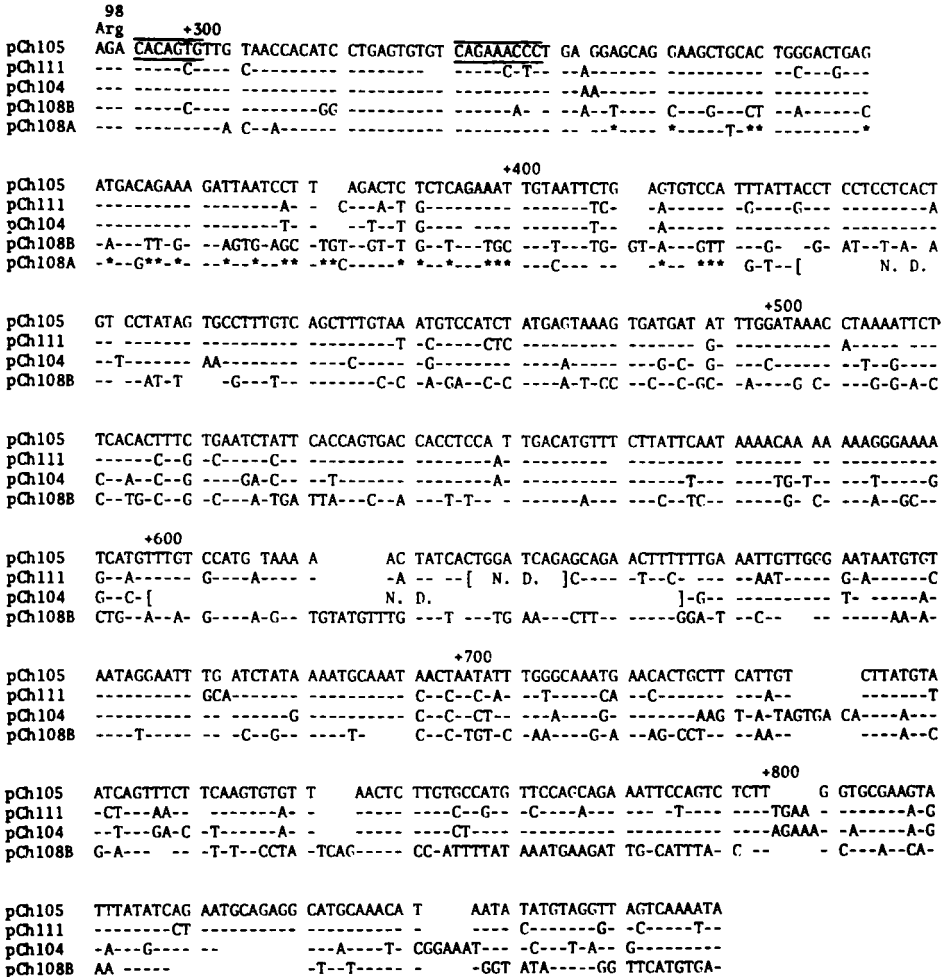 98
Arg +300
pCh105 AGA CACAGTGTTG TAACCACATC CTGAGTGTGT CAGAAACCCT GA GGAGCAG GAAGCTGCAC TGGGACTGAG
pCh111 --- -----C---- C--------- -------- -----C-T-- A------ ---------- ---C---G--
pCh104 --- ---------- ---------- ---------- ---------- AA----- ---------- ----------
pCh108B --- -----C---- -------GG- ---------- ------A--- A--T--- -C---G--CT --A------C
pCh108A --- ---------A C--A------ ---------- ---------- ---*--- -*----T-** ---------*
+400
pCh105 ATGACAGAAA GATTAATCCT T AGACTC TCTCAGAAAT TGTAATTCTG AGTGTCCA TTTATTACCT CCTCCTCACT
pCh111 ---------- -------A-- C---A-T -G-------- ------TC-- -A------ --G---G--- ---------A
pCh104 ---------- -------T-- ---T--T -G-------- ------T--- -A------ ---------- ----------
pCh108B -A---TT-G- --AGTG-AGC -TGT--GT-T G--T---TGC ---T---TG- GT-A---GTT ---G- -G- AT--T-A- A
pCh108A -*--G**-*- --*---**-- **C----*-- *---*--*** ---C---- -*---*** G-T--[ N. D.
+500
pCh105 GT CCTATAG TGCCTTTGTC AGCTTTGTAA ATGTCCATCT ATGAGTAAAG TGATGAT AT TTGGATAAAC CTAAAATTCT
pCh111 -- ------- ---------- --------T -C-----CTC ---------- ------- G- ---------- A---------
pCh104 --T------- AA-------- -----C---- --G------- -----A---- --G-C- G- -----C---- ---T--G---
pCh108B - ---AT-T -G---T---- -----C-C -A-GA--C-C ----A-T-CC --C--C-GC- --A----G C- ---G-G-A-C
pCh105 TCACACTTTC TGAATCTATT CACCAGTGAC CACCTCCA T TGACATGTTT CTTATTCAAT AAAACAA AA AAAGGGAAAA
pCh111 -----C--G -C----C--- ---------- -------- A- ---------- ---------- ---------- ----------
pCh104 C--A--C--G ---GA-C--- --T------- -------- A- ---------- -----T---- ---TG-T-- ---T-----G
pCh108B C--TG-C--G -C---A-TGA TTA---C--A ----T-T-- ------A--- ---TC----- --G- C- ---A--GC--
+600
pCh105 TCATGTTTGT CCATG TAAA A AC TATCACTGGA TCAGAGCAGA ACTTTTTTGA AATTGTTGCG AATAATGTGT
pCh111 G--A------ G----A---- - -A ----[ N. D. ]C---- --T--C---- ---AAT---- G-A------C
pCh104 G--C-[ N. D. ]-G-- ---------- T- -----A-
pCh108B CTG--A--A- G----A-G-- TGTATGTTTG ---T --TG AA---CTT-- ----GGA-T --C--- ------AA-A-
+700
pCh105 AATAGGAATT TG ATCTATA AAATGCAAAT AACTAATATT TGGGCAAATG AACACTGCTT CATTGT CTTATGTA
pCh111 ---------- --GCA----- ---------- C--C--C-A- --T----CA- --C------- ---A-- -------T
pCh104 ---------- -- ------G ---------- C--C--CT-- ---A---G-- -------AAG T-A-TAGTGA CA----A--
pCh108B ----T----- -- -C--G-- -----T- C--C-TGT-C -AA----G-A --AG-CCT-- --AA-- ----A--C
+800
pCh105 ATCAGTTTCT TCAAGTGTGT T AACTCT TTGTGCCATG TTCCAGCAGA AATTCCAGTC TCTT G GGTGCGAAGTA
pCh111 -CT---AA-- -------A-- - ------ ----C--G-- C----A---- ----T----- ----TGAA - ------A-G
pCh104 --T---GA-C -T-----A-- - ------ -----CT--- ---------- ---------- ----AGAAA- A------A-G
pCh108B G-A--- --- --T-T--CCTA -TCAG----- CC-ATTTTAT AAATGAAGAT TG-CATTTA- C -- - C---A--CA-
pCh105 TTTATATCAG AATGCAGAGG CATGCAAACA T AATA TATGTAGGTT AGTCAAAATA
pCh111 --------CT ---------- ---------- - ---- C------G-- C-----T--
pCh104 -A---G---- -- ------- ----A----T- CGGAAAT---- -C---T--A- G---------
pCh108B AA ----- --------- -T--T----- --GGT ATA-----GG TTCATGTGA-